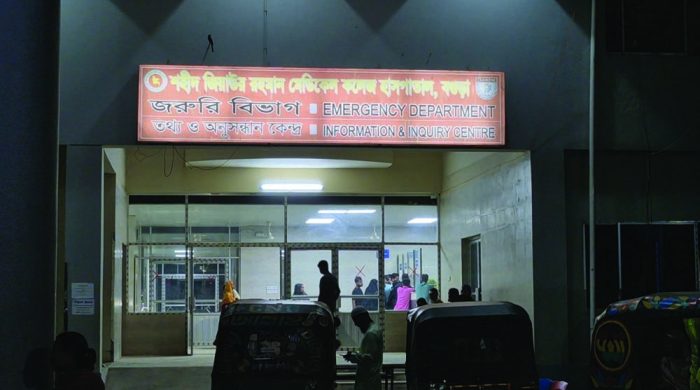 শহীদ জিয়াউর রহমান মেডিকেল কলেজ হাসপাতাল, বগুড়া
জরুরি বিভাগ ■ EMERGENCY DEPARTMENT
তথ্য ও অনুসন্ধান কেন্দ্র ■ INFORMATION & INQUIRY CENTRE